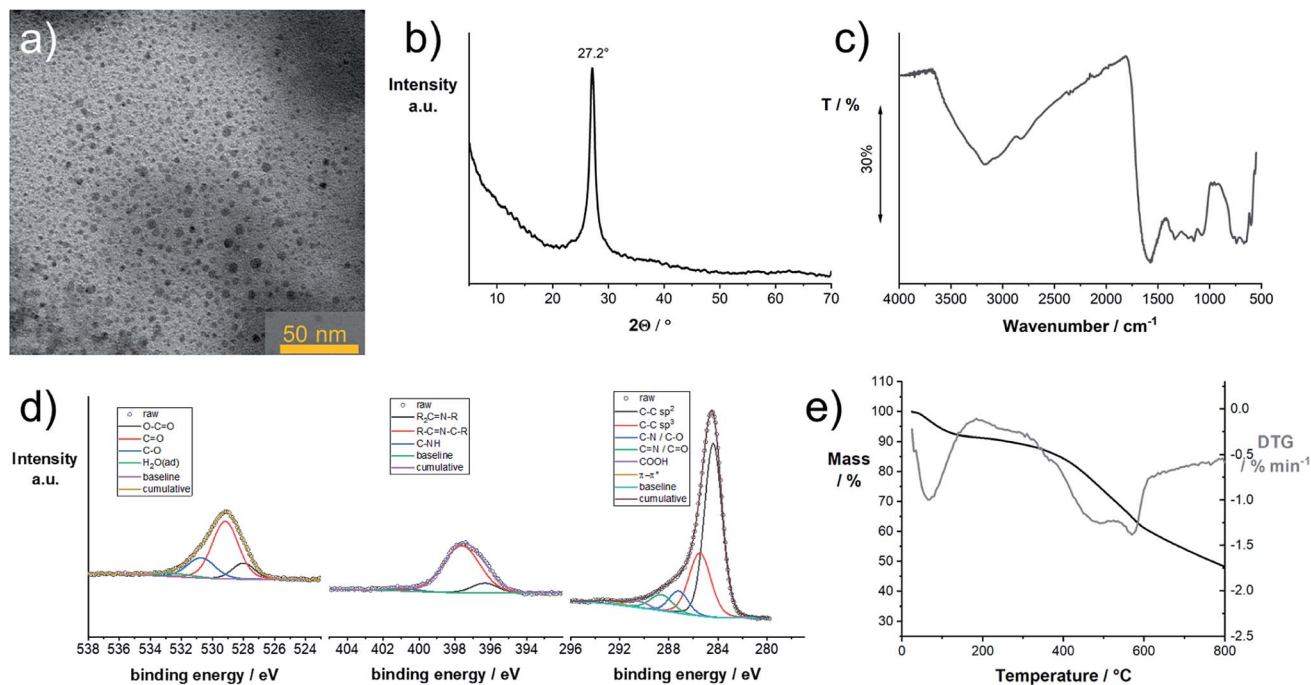 a)
50 nm
b)
Intensity
a.u.
27.2°
10 20 30 40 50 60 70
2Θ / °
c)
T / %
30%
4000 3500 3000 2500 2000 1500 1000 500
Wavenumber / cm⁻¹
d)
Intensity
a.u.
raw
O-C=O
C=O
C-O
H₂O(ad)
baseline
cumulative
538 536 534 532 530 528 526 524
binding energy / eV
raw
R₂C=N-R
R-C=N-C-R
C-NH
baseline
cumulative
404 402 400 398 396 394 392
binding energy / eV
raw
C-C sp²
C-C sp³
C-N / C-O
C=N / C=O
COOH
π-π*
baseline
cumulative
296 294 292 290 288 286 284 282 280
binding energy / eV
e)
Mass
/ %
110
100
90
80
70
60
50
40
30
0 200 400 600 800
Temperature / °C
0.0
-0.5
-1.0
-1.5
-2.0
-2.5
DTG
/ % min⁻¹